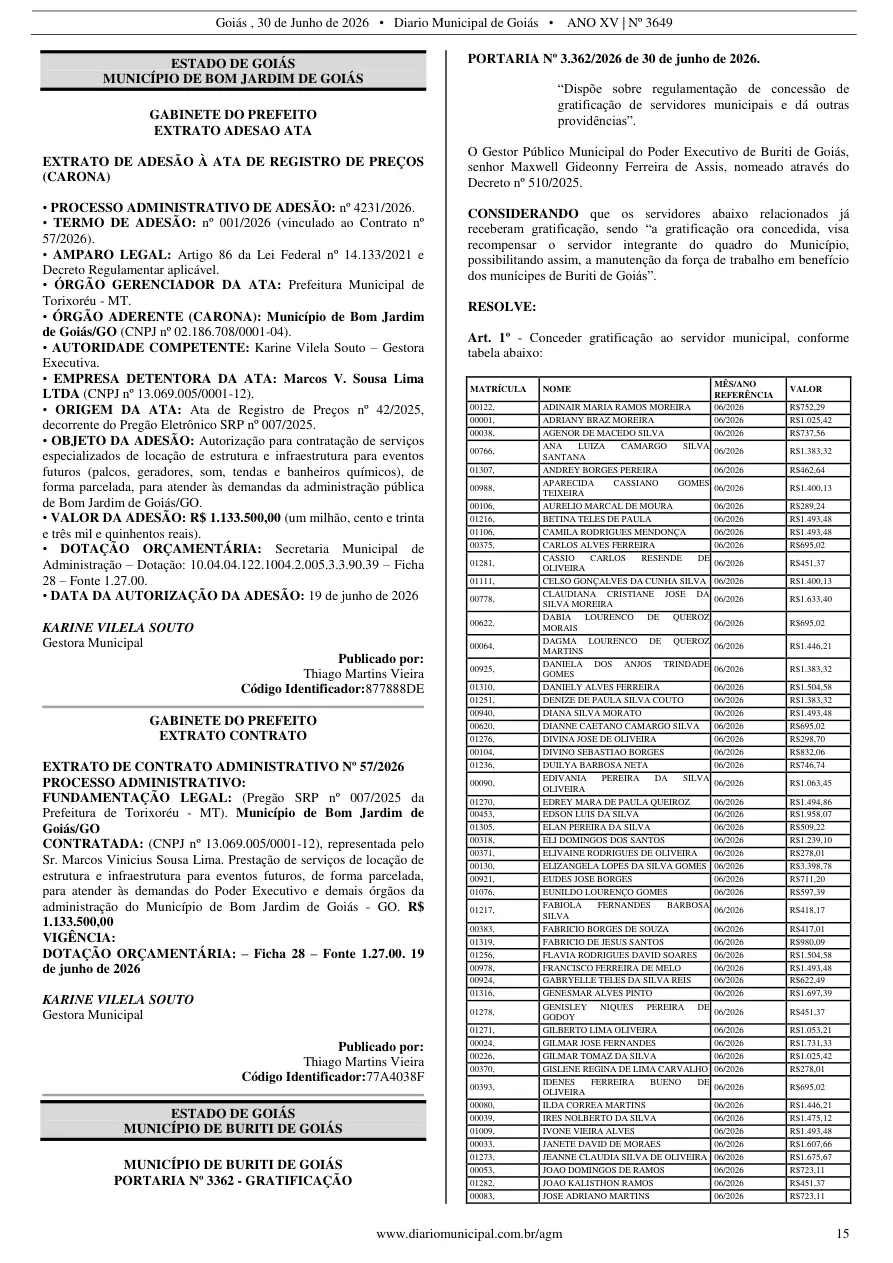 Goiás , 30 de Junho de 2026 • Diario Municipal de Goiás • ANO XV | Nº 3649
ESTADO DE GOIÁS
MUNICÍPIO DE BOM JARDIM DE GOIÁS
GABINETE DO PREFEITO
EXTRATO ADESAO ATA
EXTRATO DE ADESÃO À ATA DE REGISTRO DE PREÇOS
(CARONA)
• PROCESSO ADMINISTRATIVO DE ADESÃO: nº 4231/2026.
• TERMO DE ADESÃO: nº 001/2026 (vinculado ao Contrato nº
57/2026).
• AMPARO LEGAL: Artigo 86 da Lei Federal nº 14.133/2021 e
Decreto Regulamentar aplicável.
• ÓRGÃO GERENCIADOR DA ATA: Prefeitura Municipal de
Torixoréu - MT.
• ÓRGÃO ADERENTE (CARONA): Município de Bom Jardim
de Goiás/GO (CNPJ nº 02.186.708/0001-04).
• AUTORIDADE COMPETENTE: Karine Vilela Souto – Gestora
Executiva.
• EMPRESA DETENTORA DA ATA: Marcos V. Sousa Lima
LTDA (CNPJ nº 13.069.005/0001-12).
• ORIGEM DA ATA: Ata de Registro de Preços nº 42/2025,
decorrente do Pregão Eletrônico SRP nº 007/2025.
• OBJETO DA ADESÃO: Autorização para contratação de serviços
especializados de locação de estrutura e infraestrutura para eventos
futuros (palcos, geradores, som, tendas e banheiros químicos), de
forma parcelada, para atender às demandas da administração pública
de Bom Jardim de Goiás/GO.
• VALOR DA ADESÃO: R$ 1.133.500,00 (um milhão, cento e trinta
e três mil e quinhentos reais).
• DOTAÇÃO ORÇAMENTÁRIA: Secretaria Municipal de
Administração – Dotação: 10.04.04.122.1004.2.005.3.3.90.39 – Ficha
28 – Fonte 1.27.00.
• DATA DA AUTORIZAÇÃO DA ADESÃO: 19 de junho de 2026
KARINE VILELA SOUTO
Gestora Municipal
Publicado por:
Thiago Martins Vieira
Código Identificador:877888DE
GABINETE DO PREFEITO
EXTRATO CONTRATO
EXTRATO DE CONTRATO ADMINISTRATIVO Nº 57/2026
PROCESSO ADMINISTRATIVO:
FUNDAMENTAÇÃO LEGAL: (Pregão SRP nº 007/2025 da
Prefeitura de Torixoréu - MT). Município de Bom Jardim de
Goiás/GO
CONTRATADA: (CNPJ nº 13.069.005/0001-12), representada pelo
Sr. Marcos Vinicius Sousa Lima. Prestação de serviços de locação de
estrutura e infraestrutura para eventos futuros, de forma parcelada,
para atender às demandas do Poder Executivo e demais órgãos da
administração do Município de Bom Jardim de Goiás - GO. R$
1.133.500,00
VIGÊNCIA:
DOTAÇÃO ORÇAMENTÁRIA: – Ficha 28 – Fonte 1.27.00. 19
de junho de 2026
KARINE VILELA SOUTO
Gestora Municipal
Publicado por:
Thiago Martins Vieira
Código Identificador:77A4038F
ESTADO DE GOIÁS
MUNICÍPIO DE BURITI DE GOIÁS
MUNICÍPIO DE BURITI DE GOIÁS
PORTARIA Nº 3362 - GRATIFICAÇÃO
PORTARIA Nº 3.362/2026 de 30 de junho de 2026.
“Dispõe sobre regulamentação de concessão de
gratificação de servidores municipais e dá outras
providências”.
O Gestor Público Municipal do Poder Executivo de Buriti de Goiás,
senhor Maxwell Gideonny Ferreira de Assis, nomeado através do
Decreto nº 510/2025.
CONSIDERANDO que os servidores abaixo relacionados já
receberam gratificação, sendo “a gratificação ora concedida, visa
recompensar o servidor integrante do quadro do Município,
possibilitando assim, a manutenção da força de trabalho em benefício
dos munícipes de Buriti de Goiás”.
RESOLVE:
Art. 1º - Conceder gratificação ao servidor municipal, conforme
tabela abaixo:
MATRÍCULA NOME MÊS/ANO REFERÊNCIA VALOR
00122, ADINAIR MARIA RAMOS MOREIRA 06/2026 R$752,29
00001, ADRIANY BRAZ MOREIRA 06/2026 R$1.025,42
00038, AGENOR DE MACEDO SILVA 06/2026 R$737,56
00766, ANA LUIZA CAMARGO SILVA SANTANA 06/2026 R$1.383,32
01307, ANDREY BORGES PEREIRA 06/2026 R$462,64
00988, APARECIDA CASSIANO GOMES TEIXEIRA 06/2026 R$1.400,13
00106, AURELIO MARCAL DE MOURA 06/2026 R$289,24
01216, BETINA TELES DE PAULA 06/2026 R$1.493,48
01106, CAMILA RODRIGUES MENDONÇA 06/2026 R$1.493,48
00375, CARLOS ALVES FERREIRA 06/2026 R$695,02
01281, CASSIO CARLOS RESENDE DE OLIVEIRA 06/2026 R$451,37
01111, CELSO GONÇALVES DA CUNHA SILVA 06/2026 R$1.400,13
00778, CLAUDIANA CRISTIANE JOSE DA SILVA MOREIRA 06/2026 R$1.633,40
00622, DABIA LOURENCO DE QUEROZ MORAIS 06/2026 R$695,02
00064, DAGMA LOURENCO DE QUEROZ MARTINS 06/2026 R$1.446,21
00925, DANIELA DOS ANJOS TRINDADE GOMES 06/2026 R$1.383,32
01310, DANIELY ALVES FERREIRA 06/2026 R$1.504,58
01251, DENIZE DE PAULA SILVA COUTO 06/2026 R$1.383,32
00940, DIANA SILVA MORATO 06/2026 R$1.493,48
00620, DIANNE CAETANO CAMARGO SILVA 06/2026 R$695,02
01276, DIVINA JOSE DE OLIVEIRA 06/2026 R$298,70
00104, DIVINO SEBASTIAO BORGES 06/2026 R$832,06
01236, DUILYA BARBOSA NETA 06/2026 R$746,74
00090, EDIVANIA PEREIRA DA SILVA OLIVEIRA 06/2026 R$1.063,45
01270, EDREY MARA DE PAULA QUEIROZ 06/2026 R$1.494,86
00453, EDSON LUIS DA SILVA 06/2026 R$1.958,07
01305, ELAN PEREIRA DA SILVA 06/2026 R$509,22
00318, ELI DOMINGOS DOS SANTOS 06/2026 R$1.239,10
00371, ELIVAINE RODRIGUES DE OLIVEIRA 06/2026 R$278,01
00130, ELIZANGELA LOPES DA SILVA GOMES 06/2026 R$3.398,78
00921, EUDES JOSE BORGES 06/2026 R$711,20
01076, EUNILDO LOURENÇO GOMES 06/2026 R$597,39
01217, FABIOLA FERNANDES BARBOSA SILVA 06/2026 R$418,17
00383, FABRICIO BORGES DE SOUZA 06/2026 R$417,01
01319, FABRICIO DE JESUS SANTOS 06/2026 R$980,09
01256, FLAVIA RODRIGUES DAVID SOARES 06/2026 R$1.504,58
00978, FRANCISCO FERREIRA DE MELO 06/2026 R$1.493,48
00924, GABRYELLE TELES DA SILVA REIS 06/2026 R$622,49
01316, GENESMAR ALVES PINTO 06/2026 R$1.697,39
01278, GENISLEY NIQUES PEREIRA DE GODOY 06/2026 R$451,37
01271, GILBERTO LIMA OLIVEIRA 06/2026 R$1.053,21
00024, GILMAR JOSE FERNANDES 06/2026 R$1.731,33
00226, GILMAR TOMAZ DA SILVA 06/2026 R$1.025,42
00370, GISLENE REGINA DE LIMA CARVALHO 06/2026 R$278,01
00393, IDENES FERREIRA BUENO DE OLIVEIRA 06/2026 R$695,02
00080, ILDA CORREA MARTINS 06/2026 R$1.446,21
00039, IRES NOLBERTO DA SILVA 06/2026 R$1.475,12
01009, IVONE VIEIRA ALVES 06/2026 R$1.493,48
00033, JANETE DAVID DE MORAES 06/2026 R$1.607,66
01273, JEANNE CLAUDIA SILVA DE OLIVEIRA 06/2026 R$1.675,67
00053, JOAO DOMINGOS DE RAMOS 06/2026 R$723,11
01282, JOAO KALISTHON RAMOS 06/2026 R$451,37
00083, JOSE ADRIANO MARTINS 06/2026 R$723,11
www.diariomunicipal.com.br/agm 15